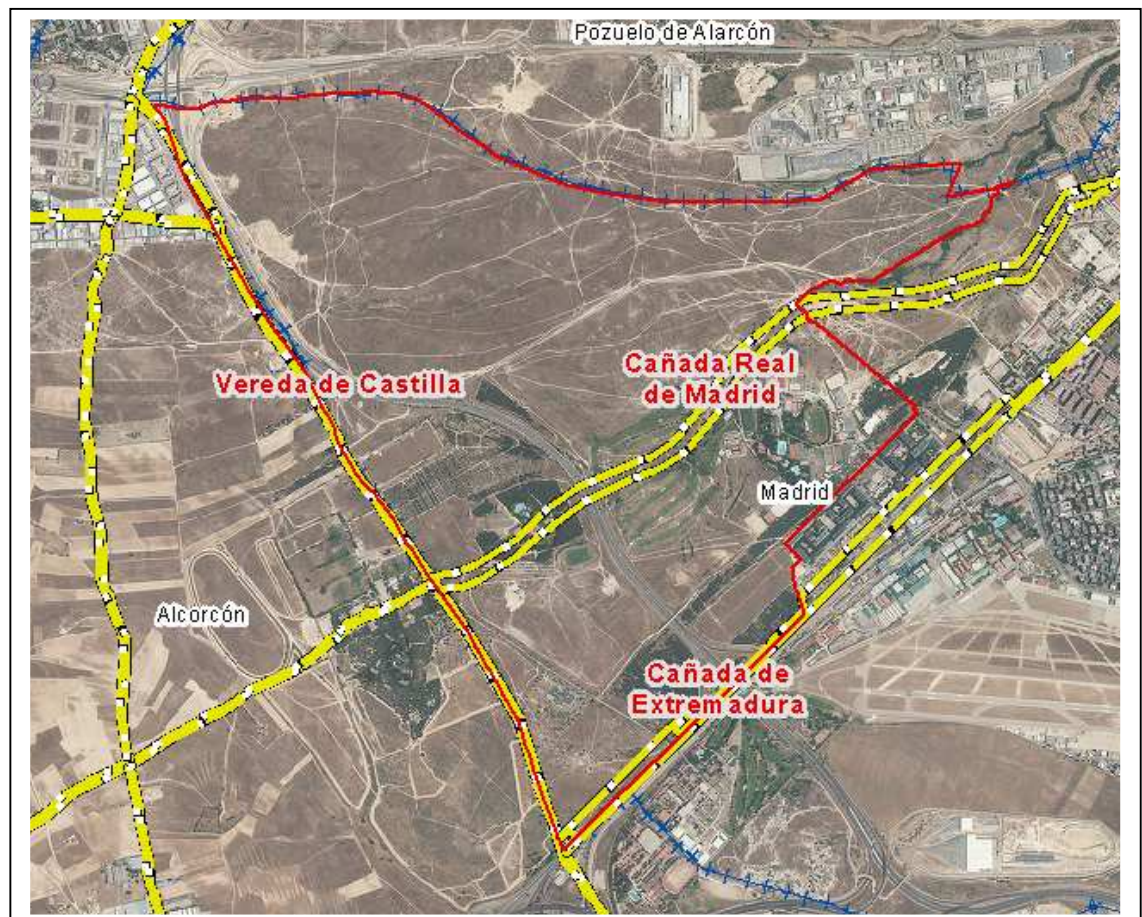 Pozuelo de Alarcón
Vereda de Castilla
Cañada Real
de Madrid
Madrid
Alcorcón
Cañada de
Extremadura